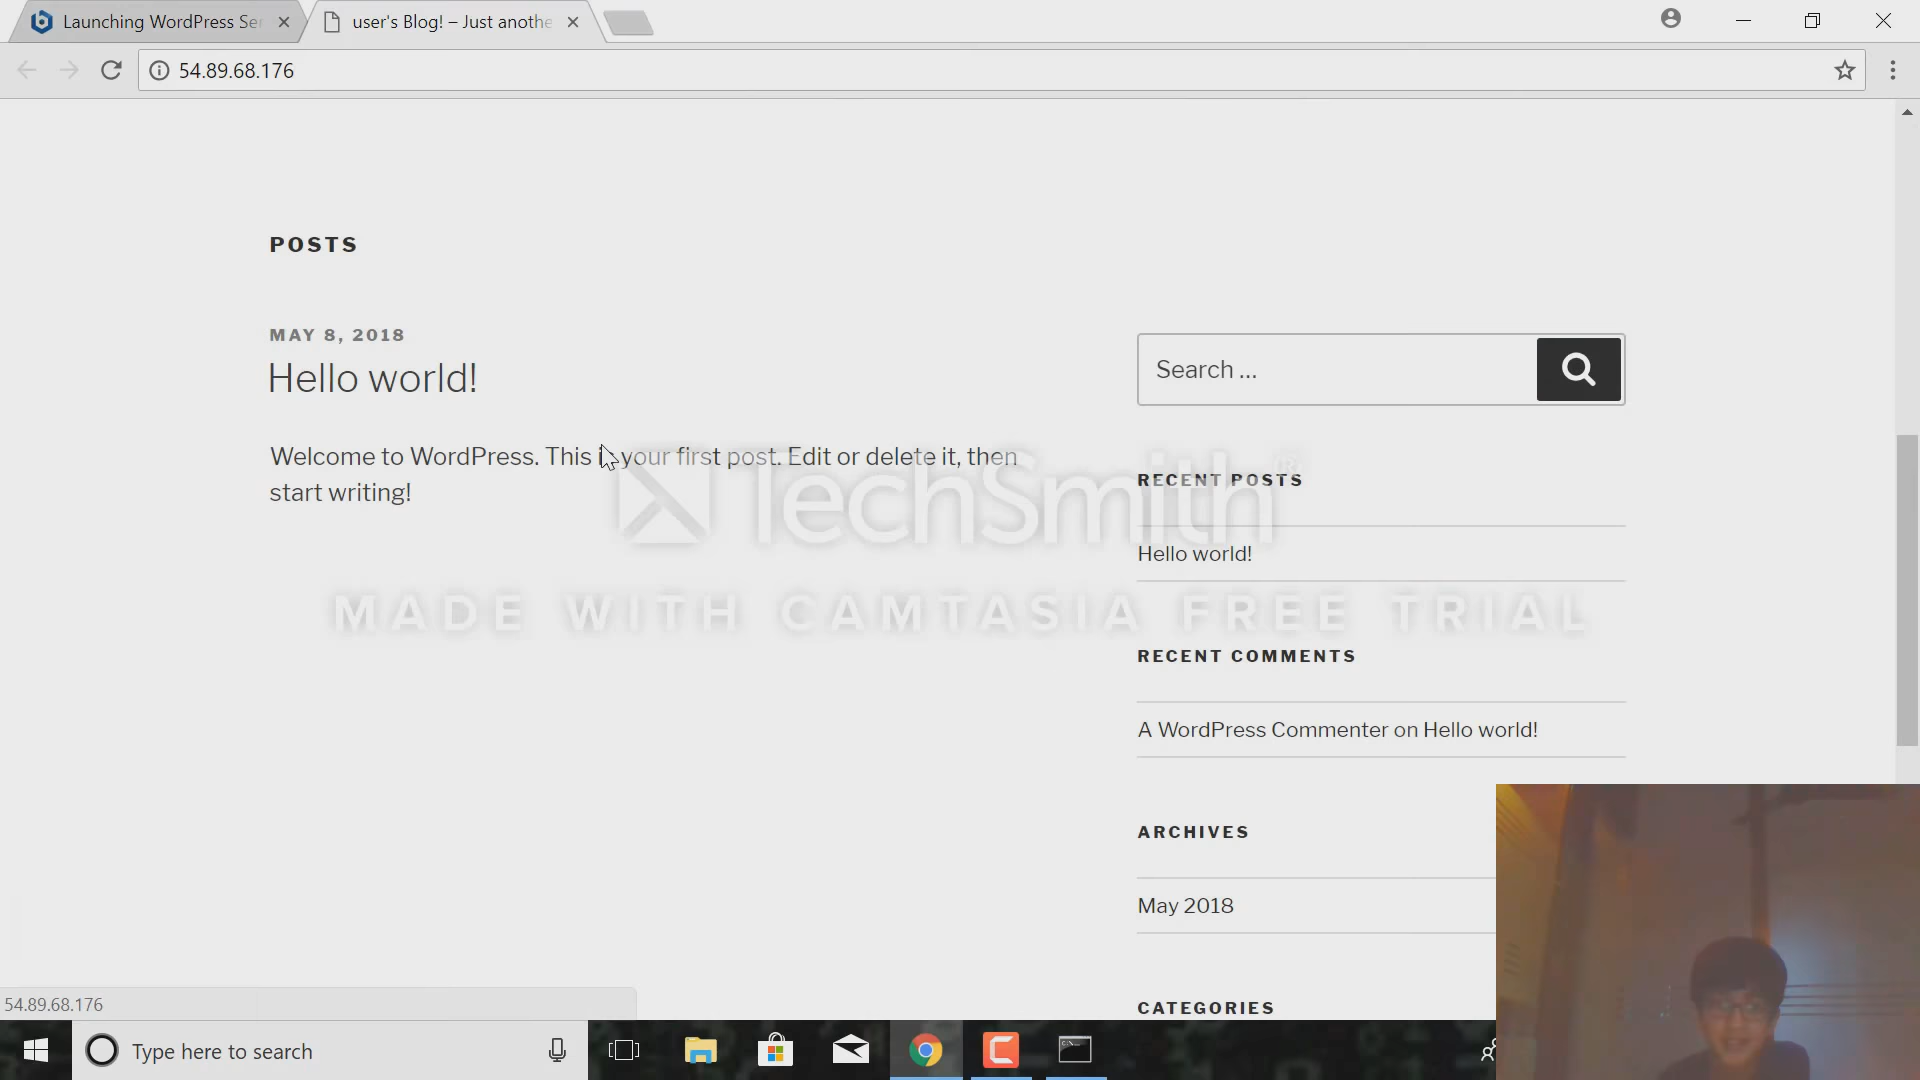 Launching WordPress Ser
user's Blog! – Just anothe
54.89.68.176
POSTS
MAY 8, 2018
Hello world!
Welcome to WordPress. This is your first post. Edit or delete it, then
start writing!
Search …
RECENT POSTS
Hello world!
RECENT COMMENTS
A WordPress Commenter on Hello world!
ARCHIVES
May 2018
CATEGORIES
TechSmith®
MADE WITH CAMTASIA FREE TRIAL
54.89.68.176
Type here to search